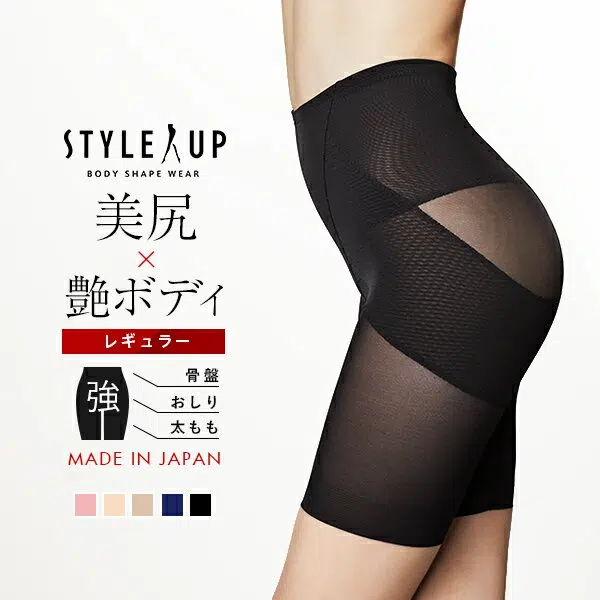 STYLE UP
BODY SHAPE WEAR
美尻
×
艶ボディ
レギュラー
強
骨盤
おしり
太もも
MADE IN JAPAN